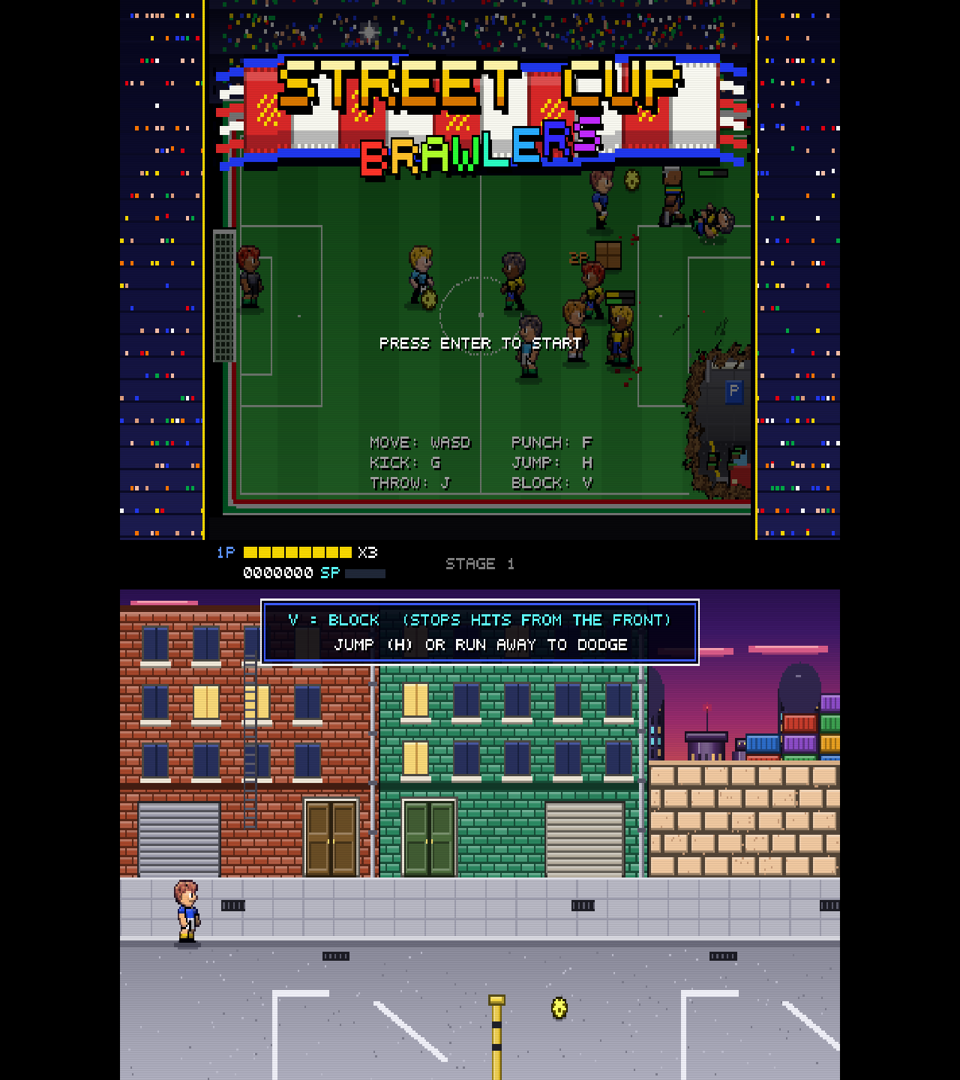 STREET CUP
BRAWLERS
2P
PRESS ENTER TO START
P
MOVE: WASD PUNCH: F
KICK: G JUMP: H
THROW: J BLOCK: V
1P X3
0000000 SP
STAGE 1
V : BLOCK (STOPS HITS FROM THE FRONT)
JUMP (H) OR RUN AWAY TO DODGE